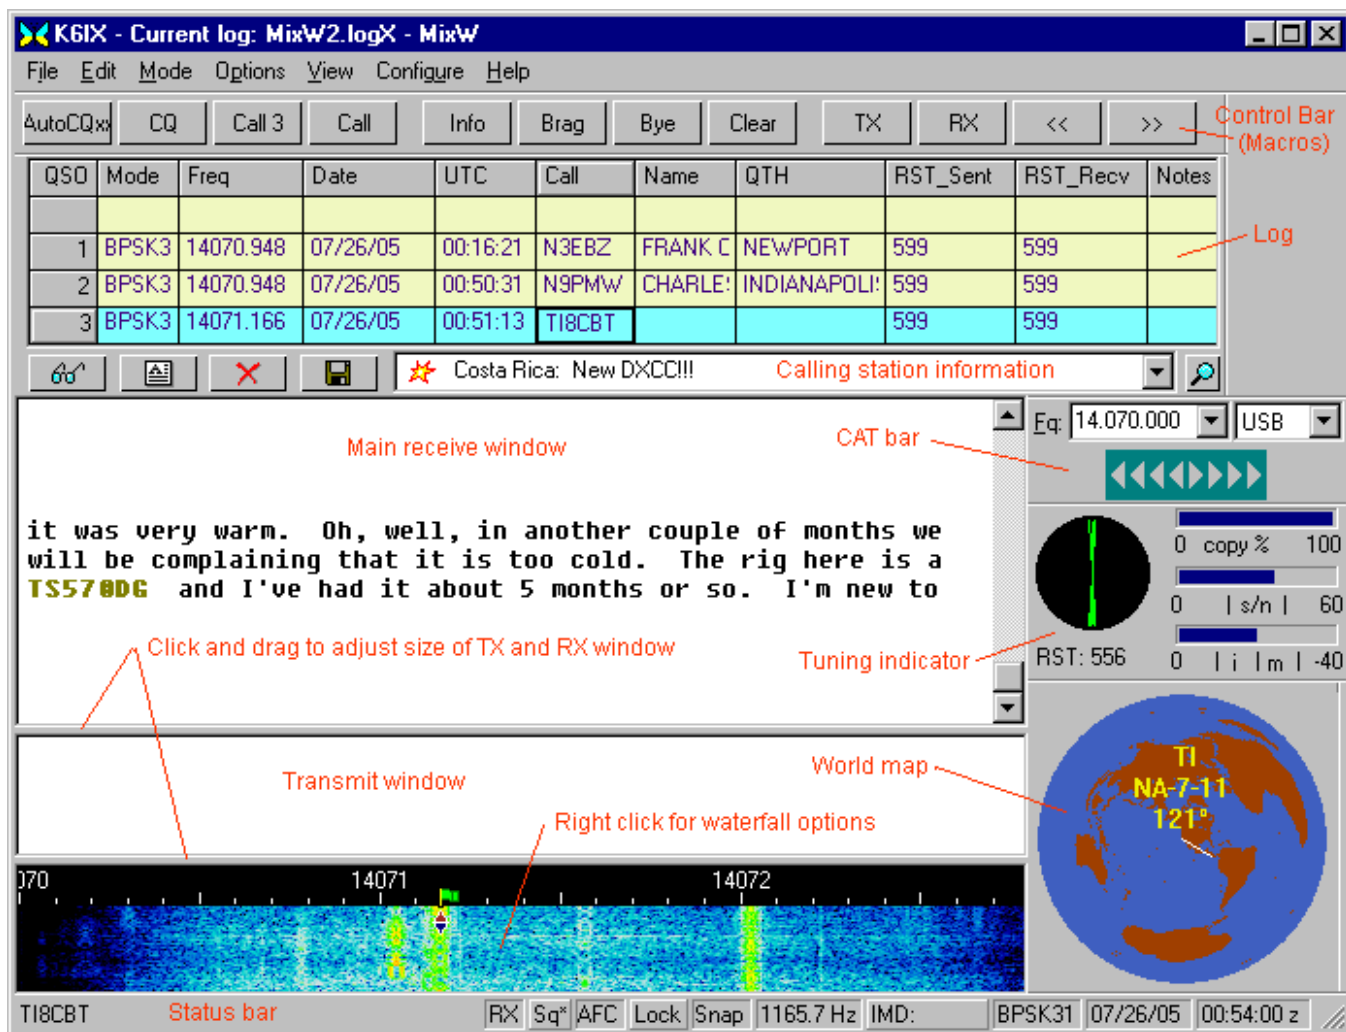 K6IX - Current log: MixW2.logX - MixW
File Edit Mode Options View Configure Help
AutoCQxx CQ Call 3 Call Info Brag Bye Clear TX RX << >> Control Bar
(Macros)
QSO Mode Freq Date UTC Call Name QTH RST_Sent RST_Recv Notes
1 BPSK3 14070.948 07/26/05 00:16:21 N3EBZ FRANK C NEWPORT 599 599
Log
2 BPSK3 14070.948 07/26/05 00:50:31 N9PMW CHARLE INDIANAPOLI 599 599
3 BPSK3 14071.166 07/26/05 00:51:13 TI8CBT 599 599
Costa Rica: New DXCC!!! Calling station information
Fq: 14.070.000 USB
Main receive window
CAT bar
it was very warm. Oh, well, in another couple of months we
will be complaining that it is too cold. The rig here is a
TS570DG and I've had it about 5 months or so. I'm new to
0 copy % 100
0 | s/n | 60
RST: 556 0 | i | m | -40
Click and drag to adjust size of TX and RX window
Tuning indicator
Transmit window
World map
TI
NA-7-11
121°
Right click for waterfall options
070 14071 14072
TI8CBT Status bar RX Sq* AFC Lock Snap 1165.7 Hz IMD: BPSK31 07/26/05 00:54:00 z